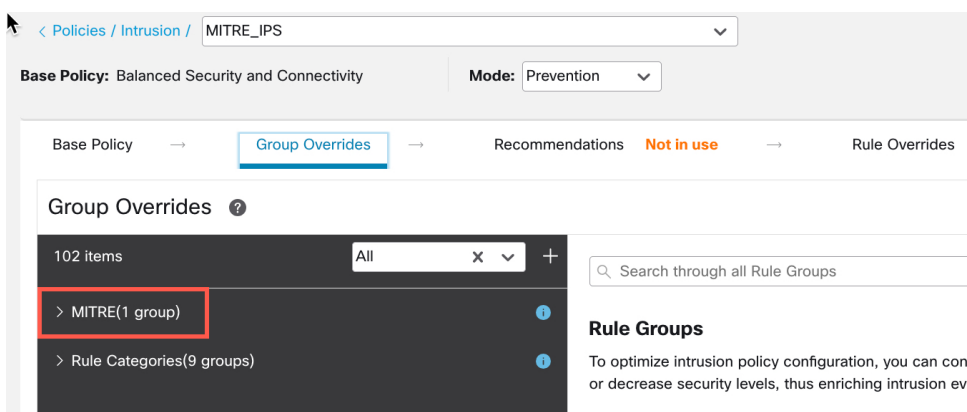 < Policies / Intrusion / MITRE_IPS
Base Policy: Balanced Security and Connectivity Mode: Prevention
Base Policy → Group Overrides → Recommendations Not in use → Rule Overrides
Group Overrides ?
102 items All X +
Search through all Rule Groups
> MITRE(1 group) i
Rule Groups
> Rule Categories(9 groups) i
To optimize intrusion policy configuration, you can con
or decrease security levels, thus enriching intrusion ev